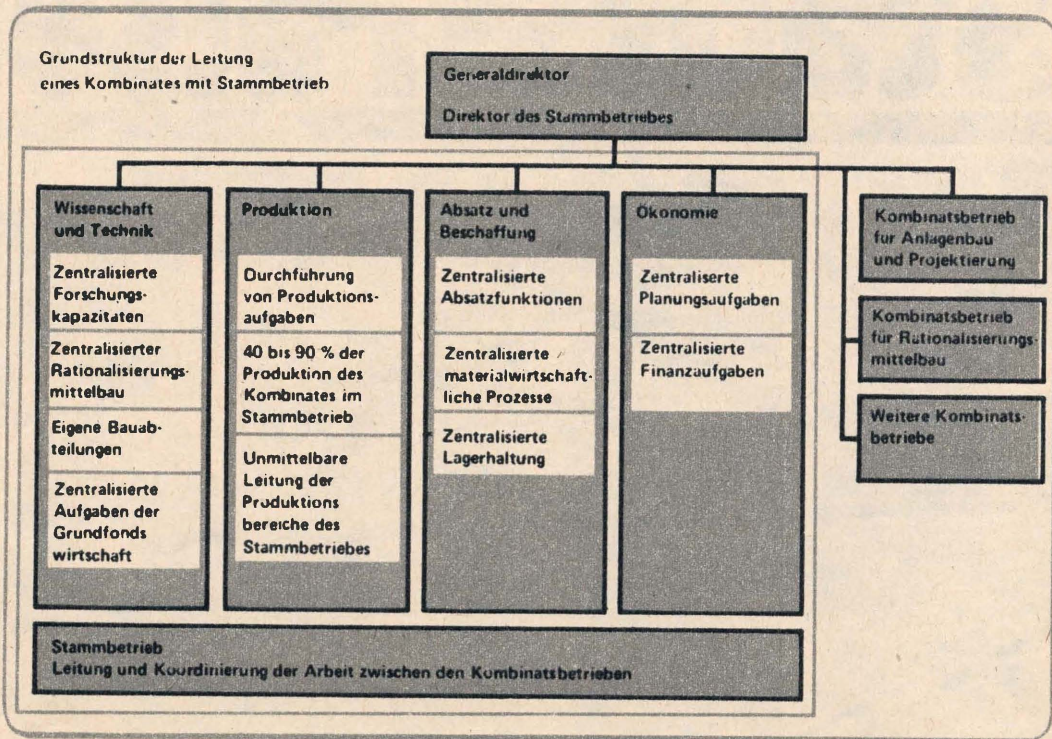 Grundstruktur der Leitung
eines Kombinates mit Stammbetrieb
Generaldirektor
Direktor des Stammbetriebes
Wissenschaft
und Technik
Zentralisierte
Forschungs-
kapazitaten
Zentralisierter
Rationalisierungs-
mittelbau
Eigene Bauab-
teilungen
Zentralisierte
Aufgaben der
Grundfonds
wirtschaft
Produktion
Durchführung
von Produktions-
aufgaben
40 bis 90 % der
Produktion des
Kombinates im
Stammbetrieb
Unmittelbare
Leitung der
Produktions
bereiche des
Stammbetriebes
Absatz und
Beschaffung
Zentralisierte
Absatzfunktionen
Zentralisierte
materialwirtschaft-
liche Prozesse
Zentralisierte
Lagerhaltung
Ökonomie
Zentraliserte
Planungsaufgaben
Zentralisierte
Finanzaufgaben
Kombinatsbetrieb
für Anlagenbau
und Projektierung
Kombinatsbetrieb
für Rationalisierungs-
mittelbau
Weitere Kombinats-
betriebe
Stammbetrieb
Leitung und Koordinierung der Arbeit zwischen den Kombinatsbetrieben